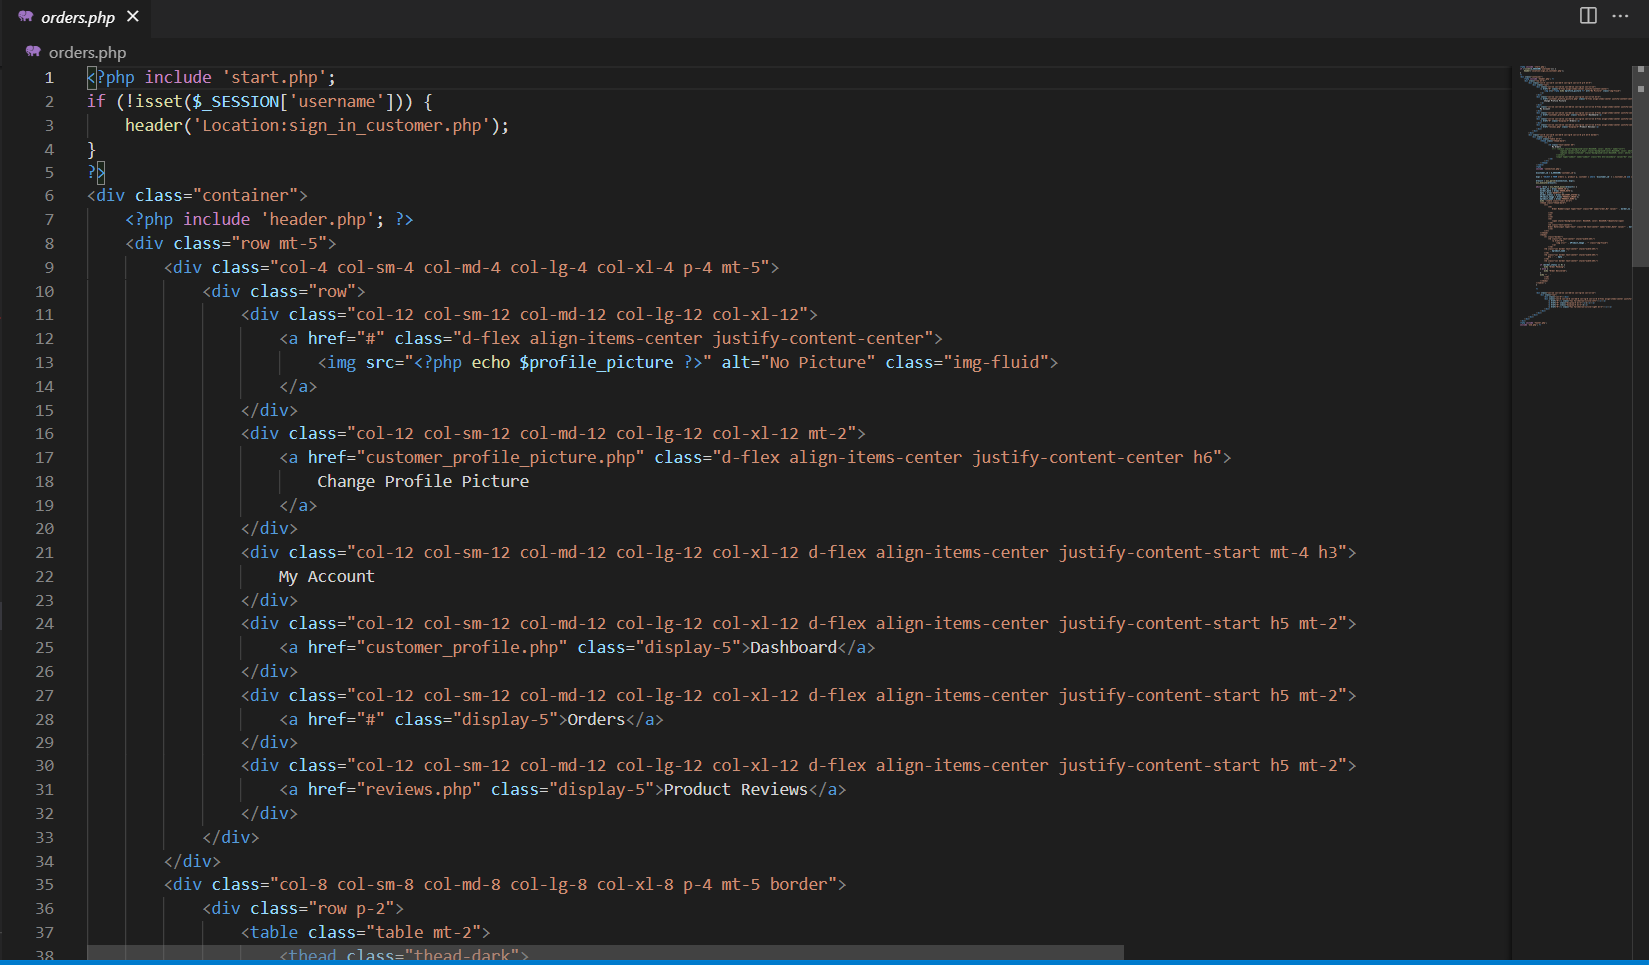 orders.php
orders.php
1 <?php include 'start.php';
2 if (!isset($_SESSION['username'])) {
3 header('Location:sign_in_customer.php');
4 }
5 ?>
6 <div class="container">
7 <?php include 'header.php'; ?>
8 <div class="row mt-5">
9 <div class="col-4 col-sm-4 col-md-4 col-lg-4 col-xl-4 p-4 mt-5">
10 <div class="row">
11 <div class="col-12 col-sm-12 col-md-12 col-lg-12 col-xl-12">
12 <a href="#" class="d-flex align-items-center justify-content-center">
13 <img src="<?php echo $profile_picture ?>" alt="No Picture" class="img-fluid">
14 </a>
15 </div>
16 <div class="col-12 col-sm-12 col-md-12 col-lg-12 col-xl-12 mt-2">
17 <a href="customer_profile_picture.php" class="d-flex align-items-center justify-content-center h6">
18 Change Profile Picture
19 </a>
20 </div>
21 <div class="col-12 col-sm-12 col-md-12 col-lg-12 col-xl-12 d-flex align-items-center justify-content-start mt-4 h3">
22 My Account
23 </div>
24 <div class="col-12 col-sm-12 col-md-12 col-lg-12 col-xl-12 d-flex align-items-center justify-content-start h5 mt-2">
25 <a href="customer_profile.php" class="display-5">Dashboard</a>
26 </div>
27 <div class="col-12 col-sm-12 col-md-12 col-lg-12 col-xl-12 d-flex align-items-center justify-content-start h5 mt-2">
28 <a href="#" class="display-5">Orders</a>
29 </div>
30 <div class="col-12 col-sm-12 col-md-12 col-lg-12 col-xl-12 d-flex align-items-center justify-content-start h5 mt-2">
31 <a href="reviews.php" class="display-5">Product Reviews</a>
32 </div>
33 </div>
34 </div>
35 <div class="col-8 col-sm-8 col-md-8 col-lg-8 col-xl-8 p-4 mt-5 border">
36 <div class="row p-2">
37 <table class="table mt-2">
38 <thead class="thead-dark">